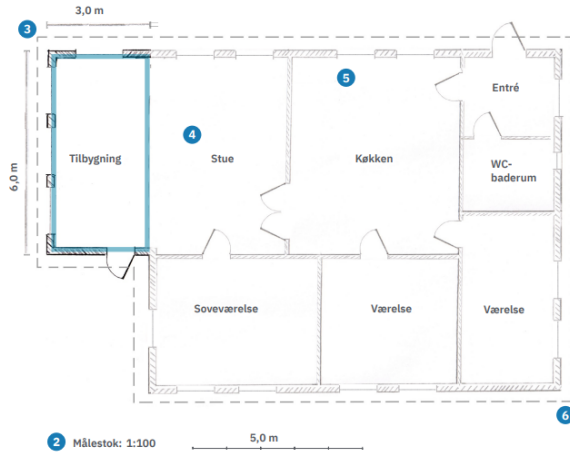 3,0 m
3
5
Entré
4
6,0 m
Tilbygning
Stue
Køkken
WC-
baderum
Soveværelse
Værelse
Værelse
6
2 Målestok: 1:100
5,0 m